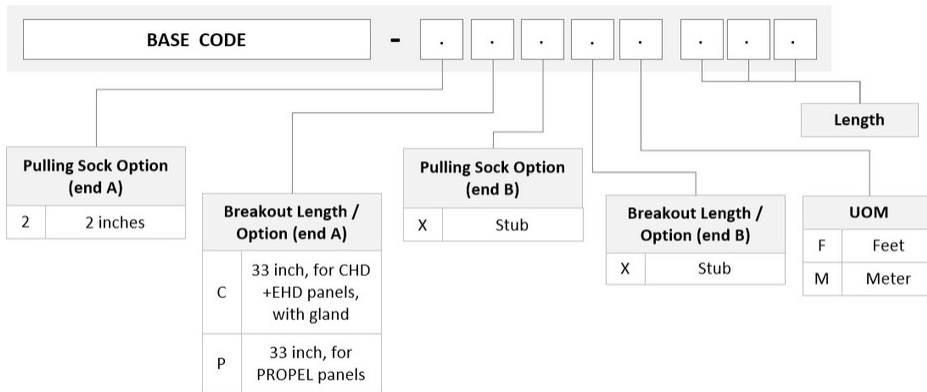 BASE CODE - . . . . . . . .
Length
Pulling Sock Option
(end A)
2 2 inches
Breakout Length /
Option (end A)
C 33 inch, for CHD
+EHD panels,
with gland
P 33 inch, for
PROPEL panels
Pulling Sock Option
(end B)
X Stub
Breakout Length /
Option (end B)
X Stub
UOM
F Feet
M Meter